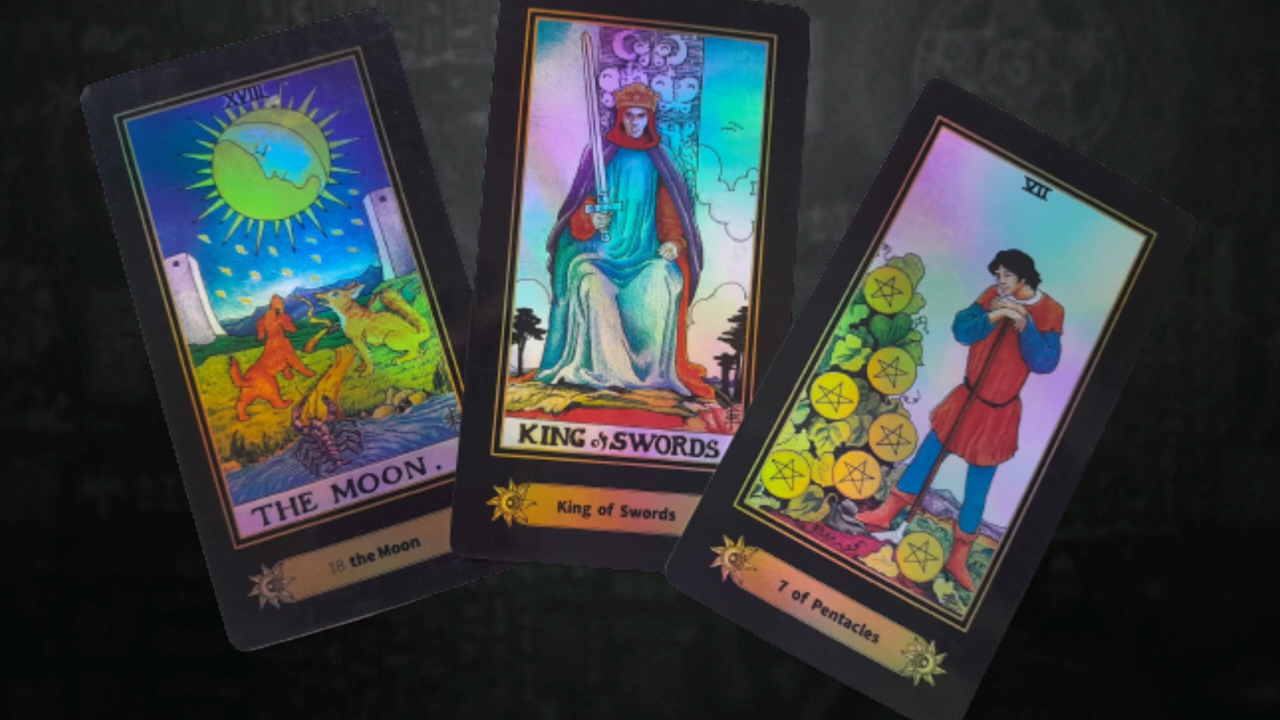 XVIII
THE MOON.
18 the Moon
KING of SWORDS
King of Swords
VII
7 of Pentacles